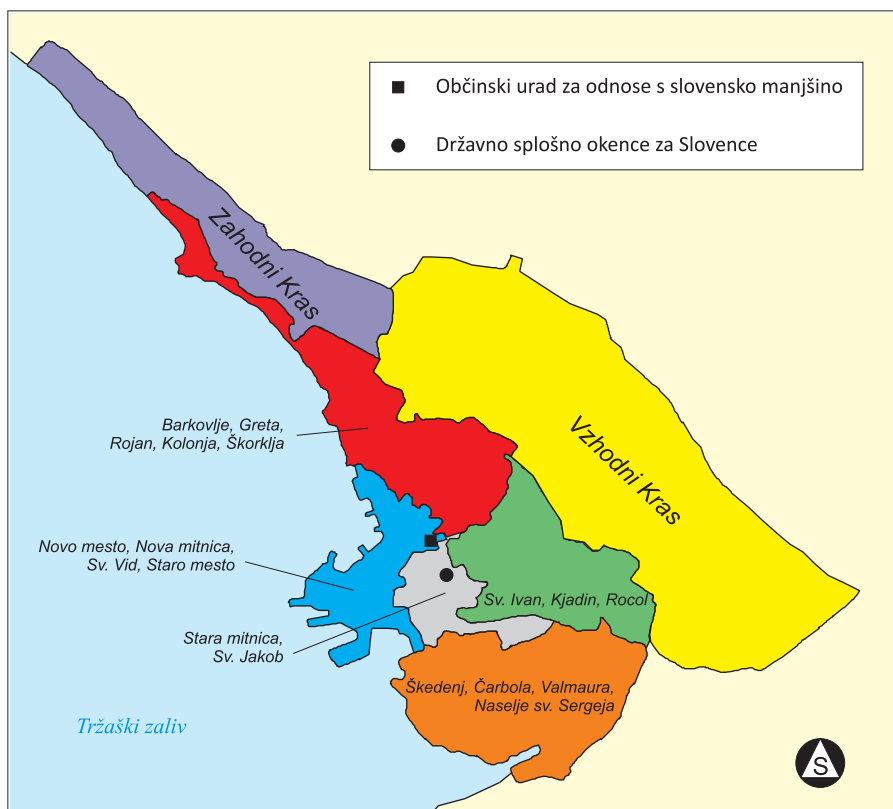 Občinski urad za odnose s slovensko manjšino
Državno splošno okence za Slovence
Zahodni Kras
Vzhodni Kras
Barkovlje, Greta,
Rojan, Kolonja, Škorklja
Novo mesto, Nova mitnica,
Sv. Vid, Staro mesto
Sv. Ivan, Kjadin, Rocol
Stara mitnica,
Sv. Jakob
Škedenj, Čarbola, Valmaura,
Naselje sv. Sergeja
Tržaški zaliv
S